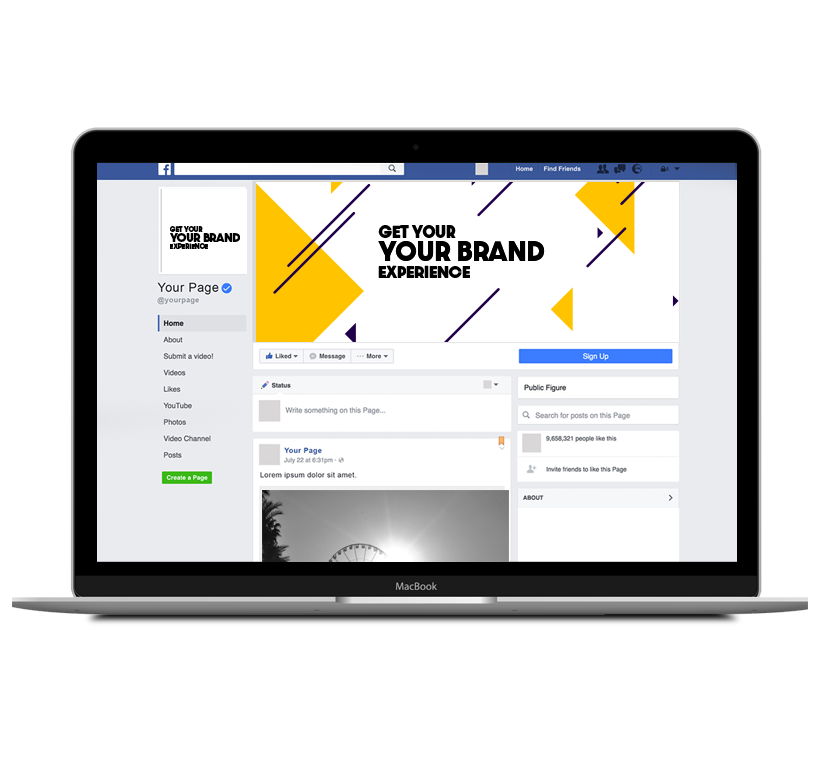 f
Home Find Friends
GET YOUR
YOUR BRAND
EXPERIENCE
GET YOUR
YOUR BRAND
EXPERIENCE
Your Page
@yourpage
Home
About
Submit a video!
Videos
Likes
YouTube
Photos
Video Channel
Posts
Create a Page
Liked Message ··· More
Sign Up
Status
Write something on this Page...
Your Page
July 22 at 6:31pm ·
Lorem ipsum dolor sit amet.
Public Figure
Search for posts on this Page
9,658,321 people like this
Invite friends to like this Page
ABOUT
MacBook